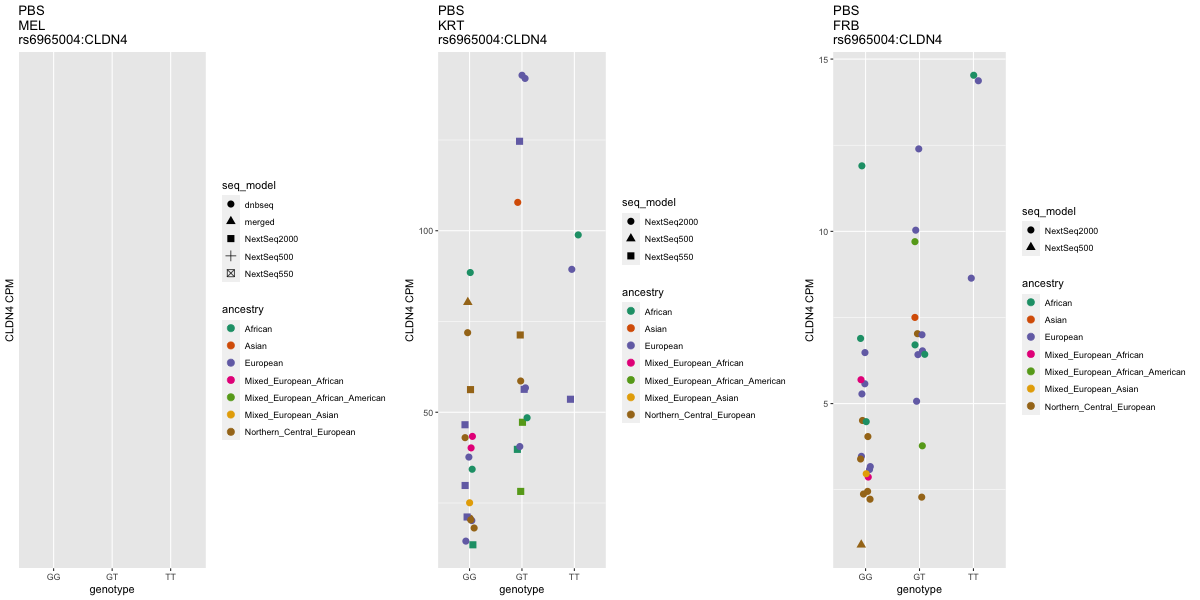 PBS
MEL
rs6965004:CLDN4
CLDN4 CPM
GG
GT
TT
genotype
seq_model
dnbseq
merged
NextSeq2000
NextSeq500
NextSeq550
ancestry
African
Asian
European
Mixed_European_African
Mixed_European_African_American
Mixed_European_Asian
Northern_Central_European
PBS
KRT
rs6965004:CLDN4
CLDN4 CPM
100
50
GG
GT
TT
genotype
seq_model
NextSeq2000
NextSeq500
NextSeq550
ancestry
African
Asian
European
Mixed_European_African
Mixed_European_African_American
Mixed_European_Asian
Northern_Central_European
PBS
FRB
rs6965004:CLDN4
CLDN4 CPM
15
10
5
GG
GT
TT
genotype
seq_model
NextSeq2000
NextSeq500
ancestry
African
Asian
European
Mixed_European_African
Mixed_European_African_American
Mixed_European_Asian
Northern_Central_European